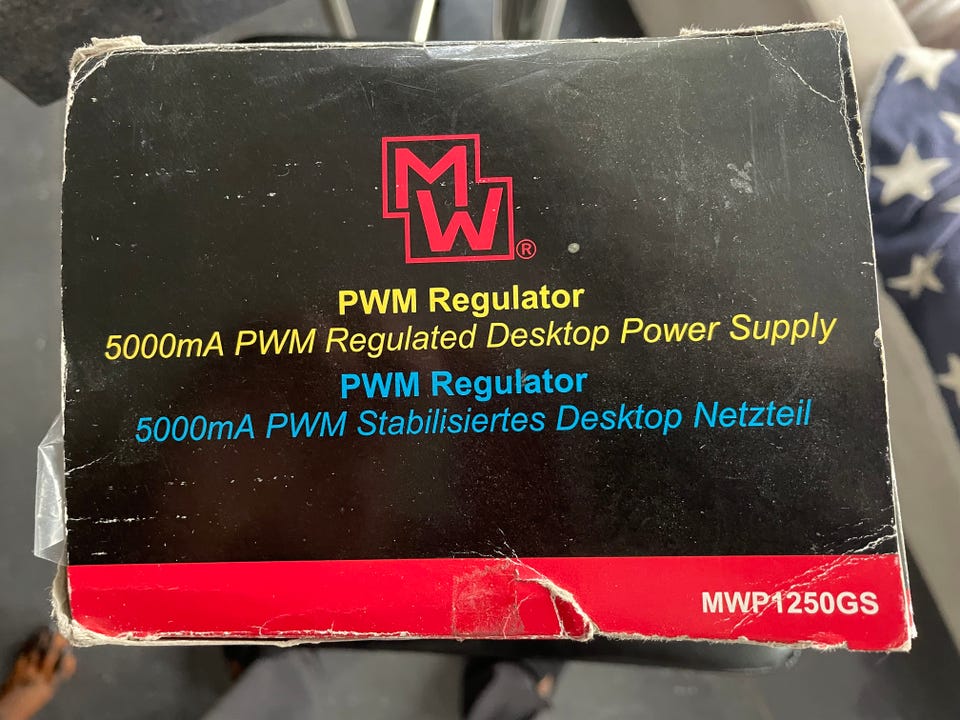 MW®
PWM Regulator
5000mA PWM Regulated Desktop Power Supply
PWM Regulator
5000mA PWM Stabilisiertes Desktop Netzteil
MWP1250GS